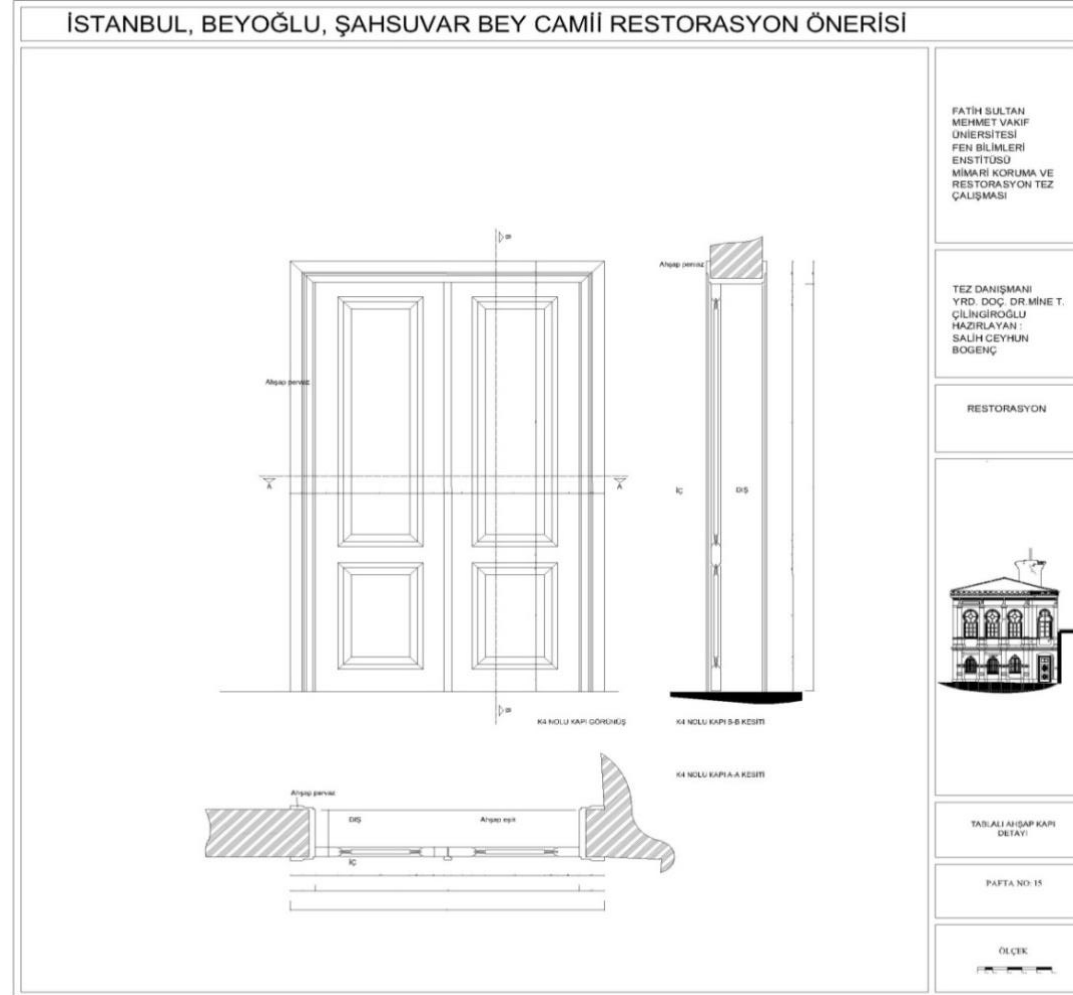 İSTANBUL, BEYOĞLU, ŞAHSUVAR BEY CAMİİ RESTORASYON ÖNERİSİ
FATİH SULTAN
MEHMET VAKIF
ÜNİERSİTESİ
FEN BİLİMLERİ
ENSTİTÜSÜ
MİMARİ KORUMA VE
RESTORASYON TEZ
ÇALIŞMASI
TEZ DANIŞMANI
YRD. DOÇ. DR.MİNE T.
ÇİLİNGİROĞLU
HAZIRLAYAN :
SALİH CEYHUN
BOGENÇ
RESTORASYON
TABLALI AHŞAP KAPI
DETAYI
PAFTA NO: 15
ÖLÇEK
B
Ahşap pervaz
Ahşap pervaz
A
A
İÇ
DIŞ
B
K4 NOLU KAPI GÖRÜNÜŞ
K4 NOLU KAPI B-B KESİTİ
K4 NOLU KAPI A-A KESİTİ
Ahşap pervaz
DIŞ
Ahşap eşik
İÇ